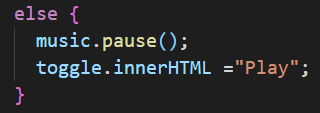 else {
music.pause();
toggle.innerHTML ="Play";
}